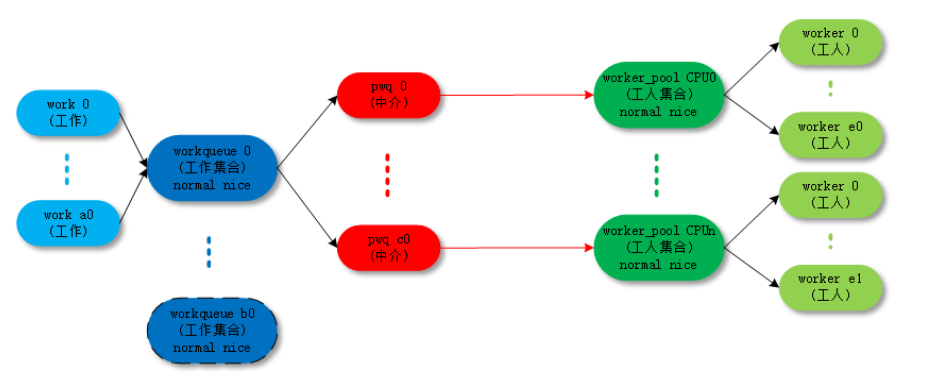 work 0
(工作)
work a0
(工作)
workqueue 0
(工作集合)
normal nice
workqueue b0
(工作集合)
normal nice
pwq 0
(中介)
pwq c0
(中介)
worker_pool CPU0
(工人集合)
normal nice
worker_pool CPUn
(工人集合)
normal nice
worker 0
(工人)
worker e0
(工人)
worker 0
(工人)
worker e1
(工人)